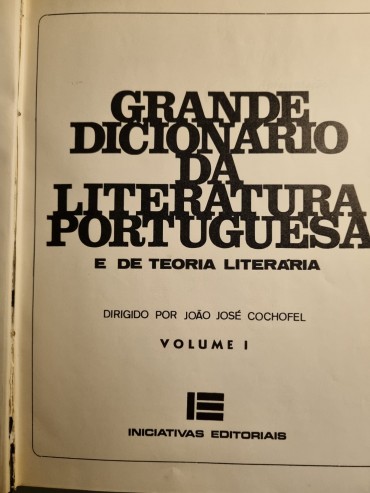 GRANDE
DICIONÁRIO
DA
LITERATURA
PORTUGUESA
E DE TEORIA LITERÁRIA
DIRIGIDO POR JOÃO JOSÉ COCHOFEL
VOLUME I
INICIATIVAS EDITORIAIS